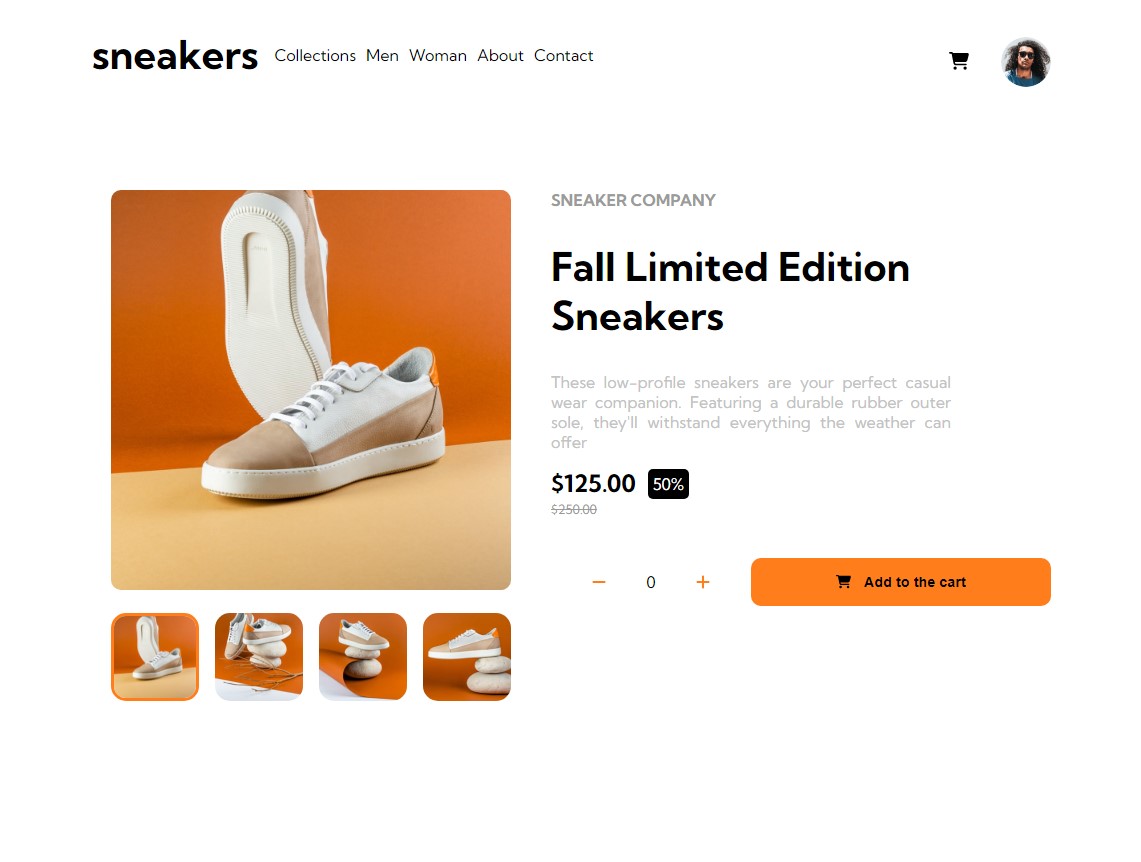 sneakers Collections Men Woman About Contact
SNEAKER COMPANY
Fall Limited Edition
Sneakers
These low-profile sneakers are your perfect casual
wear companion. Featuring a durable rubber outer
sole, they'll withstand everything the weather can
offer
$125.00 50%
$250.00
− 0 +
Add to the cart